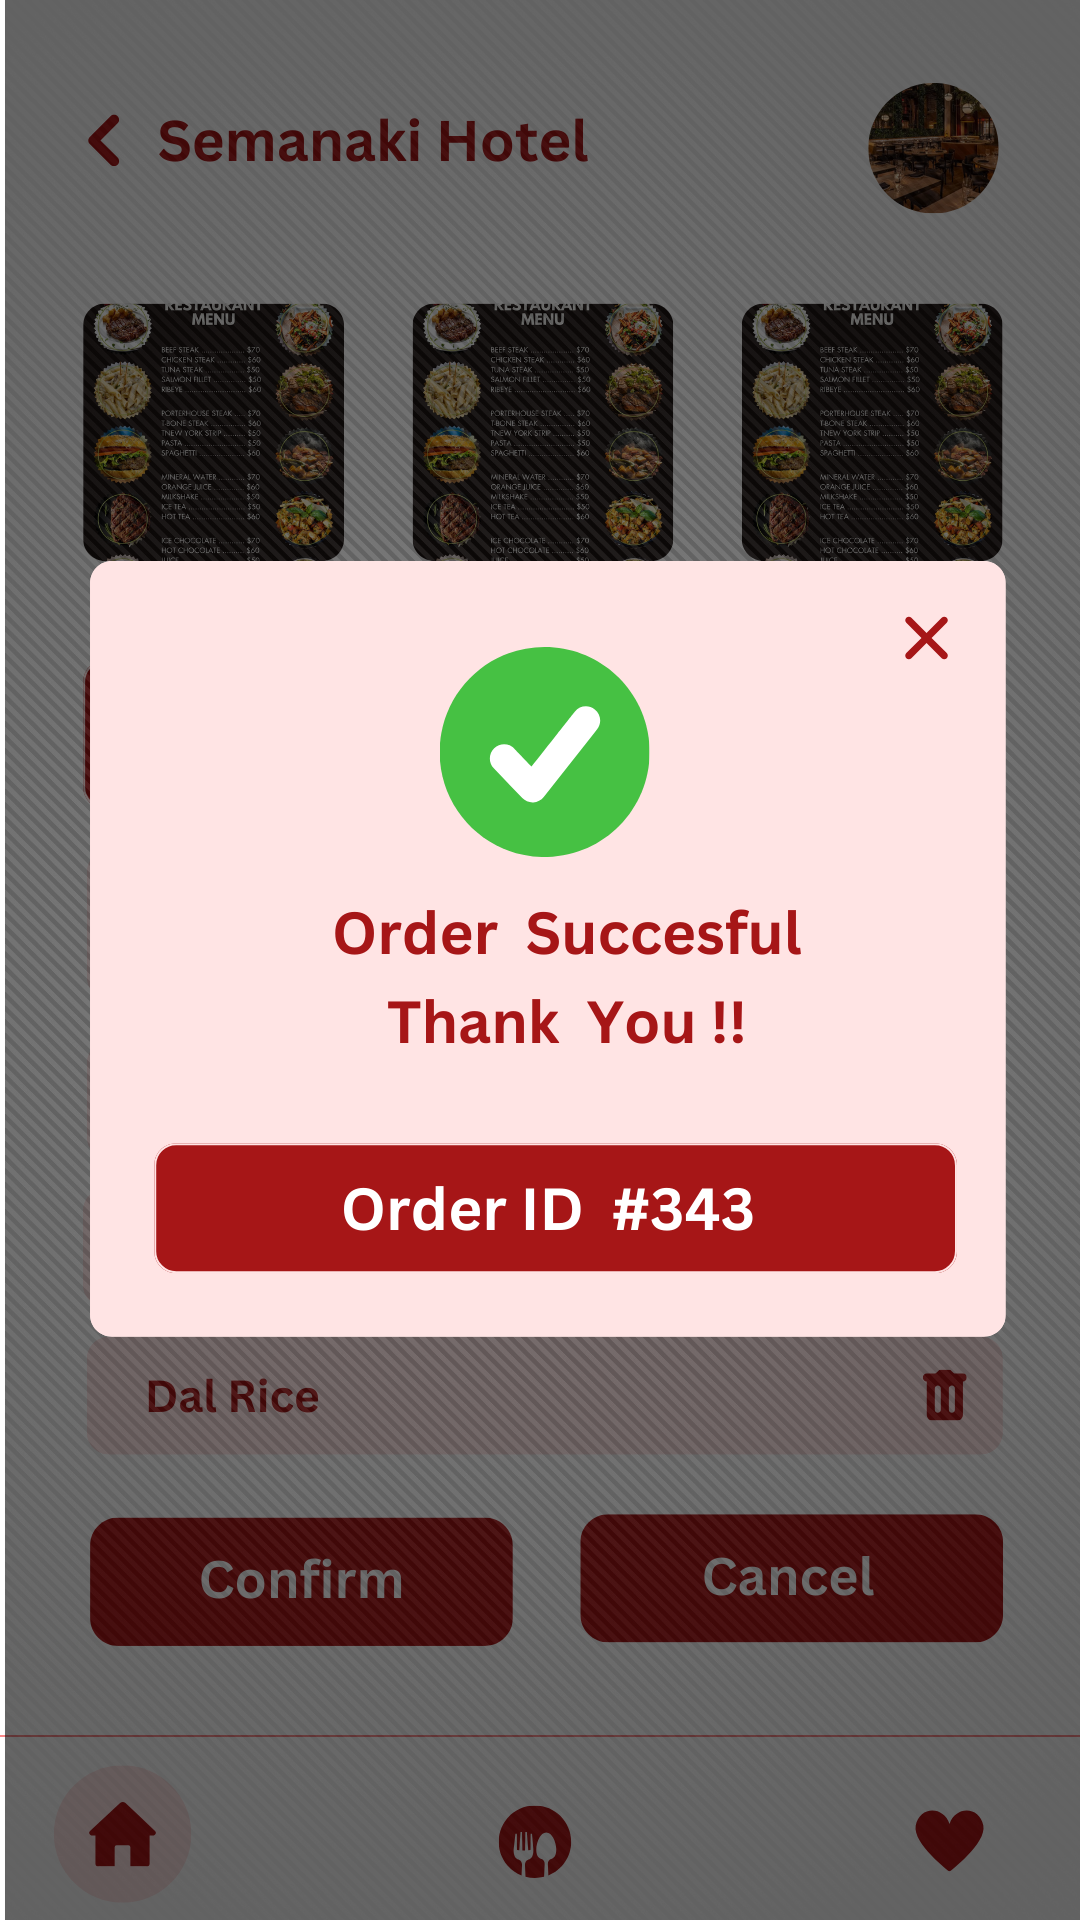 Semanaki Hotel
RESTAURANT
MENU
BEEF STEAK ........ $70
CHICKEN STEAK ........ $60
TUNA STEAK ........ $50
SALMON FILLET ........ $50
RIBEYE ........ $60
PORTERHOUSE STEAK ..... $70
T-BONE STEAK ........ $60
TNEW YORK STRIP ........ $50
PASTA ........ $50
SPAGHETTI ........ $60
MINERAL WATER ........ $70
ORANGE JUICE ........ $60
MILKSHAKE ........ $50
ICE TEA ........ $50
HOT TEA ........ $60
ICE CHOCOLATE ........ $70
HOT CHOCOLATE ........ $60
RESTAURANT
MENU
BEEF STEAK ........ $70
CHICKEN STEAK ........ $60
TUNA STEAK ........ $50
SALMON FILLET ........ $50
RIBEYE ........ $60
PORTERHOUSE STEAK ..... $70
T-BONE STEAK ........ $60
TNEW YORK STRIP ........ $50
PASTA ........ $50
SPAGHETTI ........ $60
MINERAL WATER ........ $70
ORANGE JUICE ........ $60
MILKSHAKE ........ $50
ICE TEA ........ $50
HOT TEA ........ $60
ICE CHOCOLATE ........ $70
HOT CHOCOLATE ........ $60
RESTAURANT
MENU
BEEF STEAK ........ $70
CHICKEN STEAK ........ $60
TUNA STEAK ........ $50
SALMON FILLET ........ $50
RIBEYE ........ $60
PORTERHOUSE STEAK ..... $70
T-BONE STEAK ........ $60
TNEW YORK STRIP ........ $50
PASTA ........ $50
SPAGHETTI ........ $60
MINERAL WATER ........ $70
ORANGE JUICE ........ $60
MILKSHAKE ........ $50
ICE TEA ........ $50
HOT TEA ........ $60
ICE CHOCOLATE ........ $70
HOT CHOCOLATE ........ $60
Order Succesful
Thank You !!
Order ID #343
Dal Rice
Confirm
Cancel